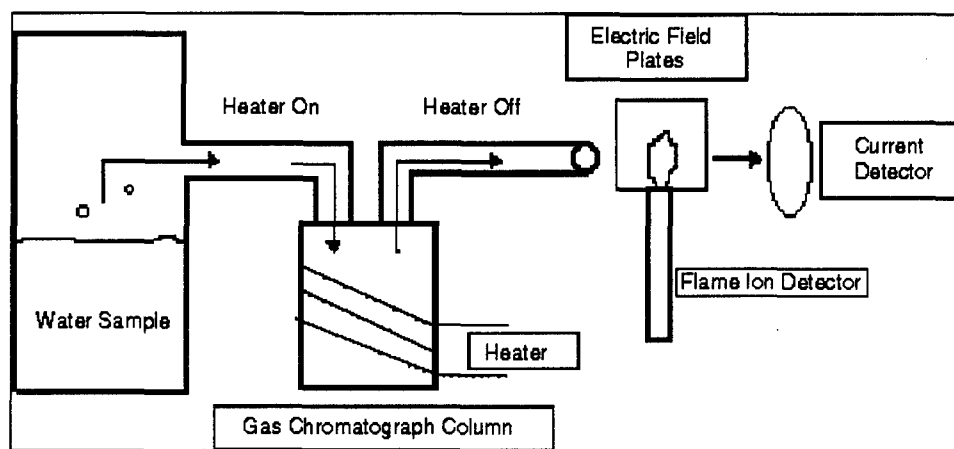 Electric Field
Plates
Heater On
Heater Off
Current
Detector
Flame Ion Detector
Water Sample
Heater
Gas Chromatograph Column